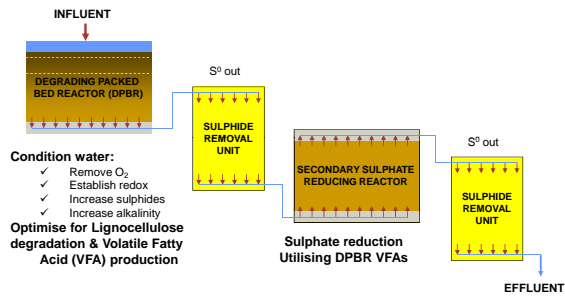 INFLUENT
DEGRADING PACKED
BED REACTOR (DPBR)
S⁰ out
SULPHIDE
REMOVAL
UNIT
Condition water:
✓ Remove O₂
✓ Establish redox
✓ Increase sulphides
✓ Increase alkalinity
Optimise for Lignocellulose
degradation & Volatile Fatty
Acid (VFA) production
SECONDARY SULPHATE
REDUCING REACTOR
Sulphate reduction
Utilising DPBR VFAs
S⁰ out
SULPHIDE
REMOVAL
UNIT
EFFLUENT